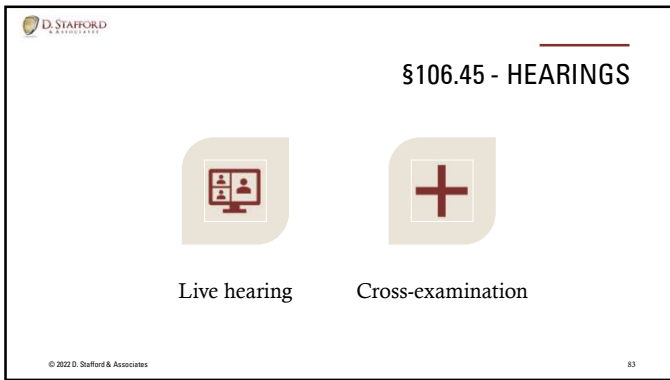 D. STAFFORD
& ASSOCIATES
§106.45 - HEARINGS
Live hearing
Cross-examination
© 2022 D. Stafford & Associates
83